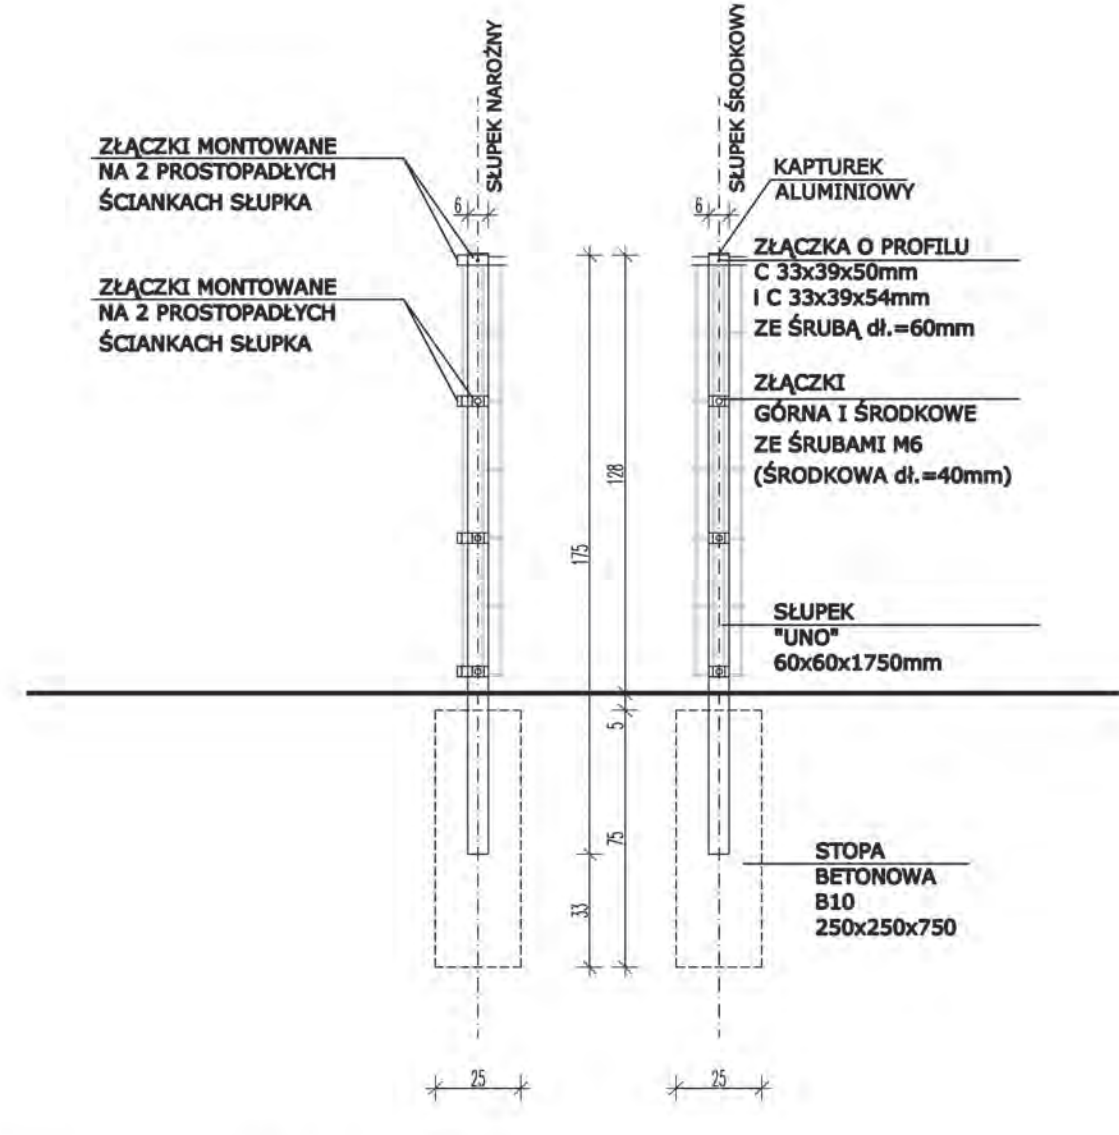 SŁUPEK NAROŻNY
SŁUPEK ŚRODKOWY
ZŁĄCZKI MONTOWANE
NA 2 PROSTOPADŁYCH
ŚCIANKACH SŁUPKA
KAPTUREK
ALUMINIOWY
6
6
ZŁĄCZKA O PROFILU
C 33x39x50mm
I C 33x39x54mm
ZE ŚRUBĄ dł.=60mm
ZŁĄCZKI MONTOWANE
NA 2 PROSTOPADŁYCH
ŚCIANKACH SŁUPKA
ZŁĄCZKI
GÓRNA I ŚRODKOWE
ZE ŚRUBAMI M6
(ŚRODKOWA dł.=40mm)
128
175
SŁUPEK
"UNO"
60x60x1750mm
5
75
33
STOPA
BETONOWA
B10
250x250x750
25
25